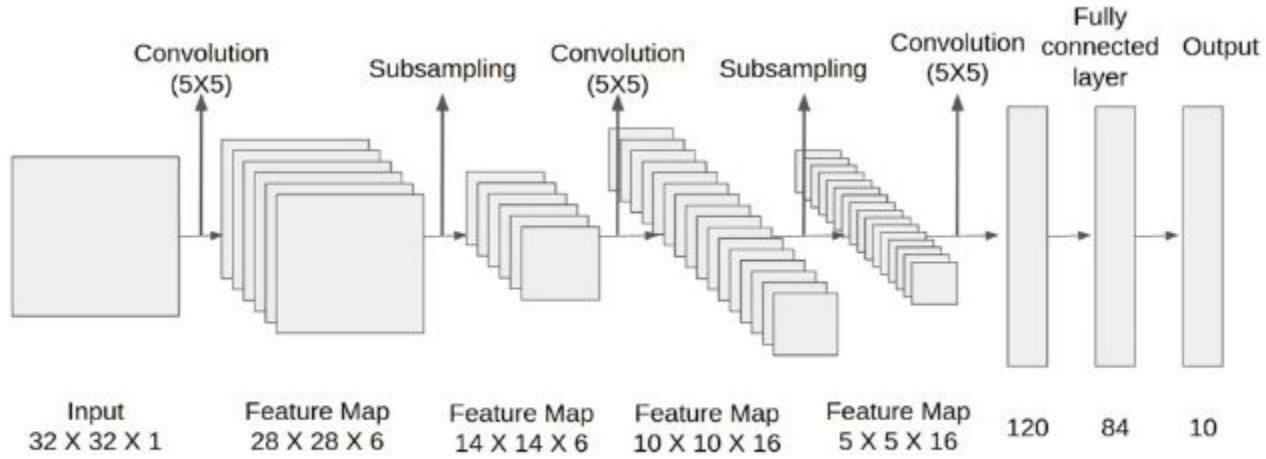 Convolution
(5X5)
Subsampling
Convolution
(5X5)
Subsampling
Convolution
(5X5)
Fully
connected
layer
Output
Input
32 X 32 X 1
Feature Map
28 X 28 X 6
Feature Map
14 X 14 X 6
Feature Map
10 X 10 X 16
Feature Map
5 X 5 X 16
120
84
10